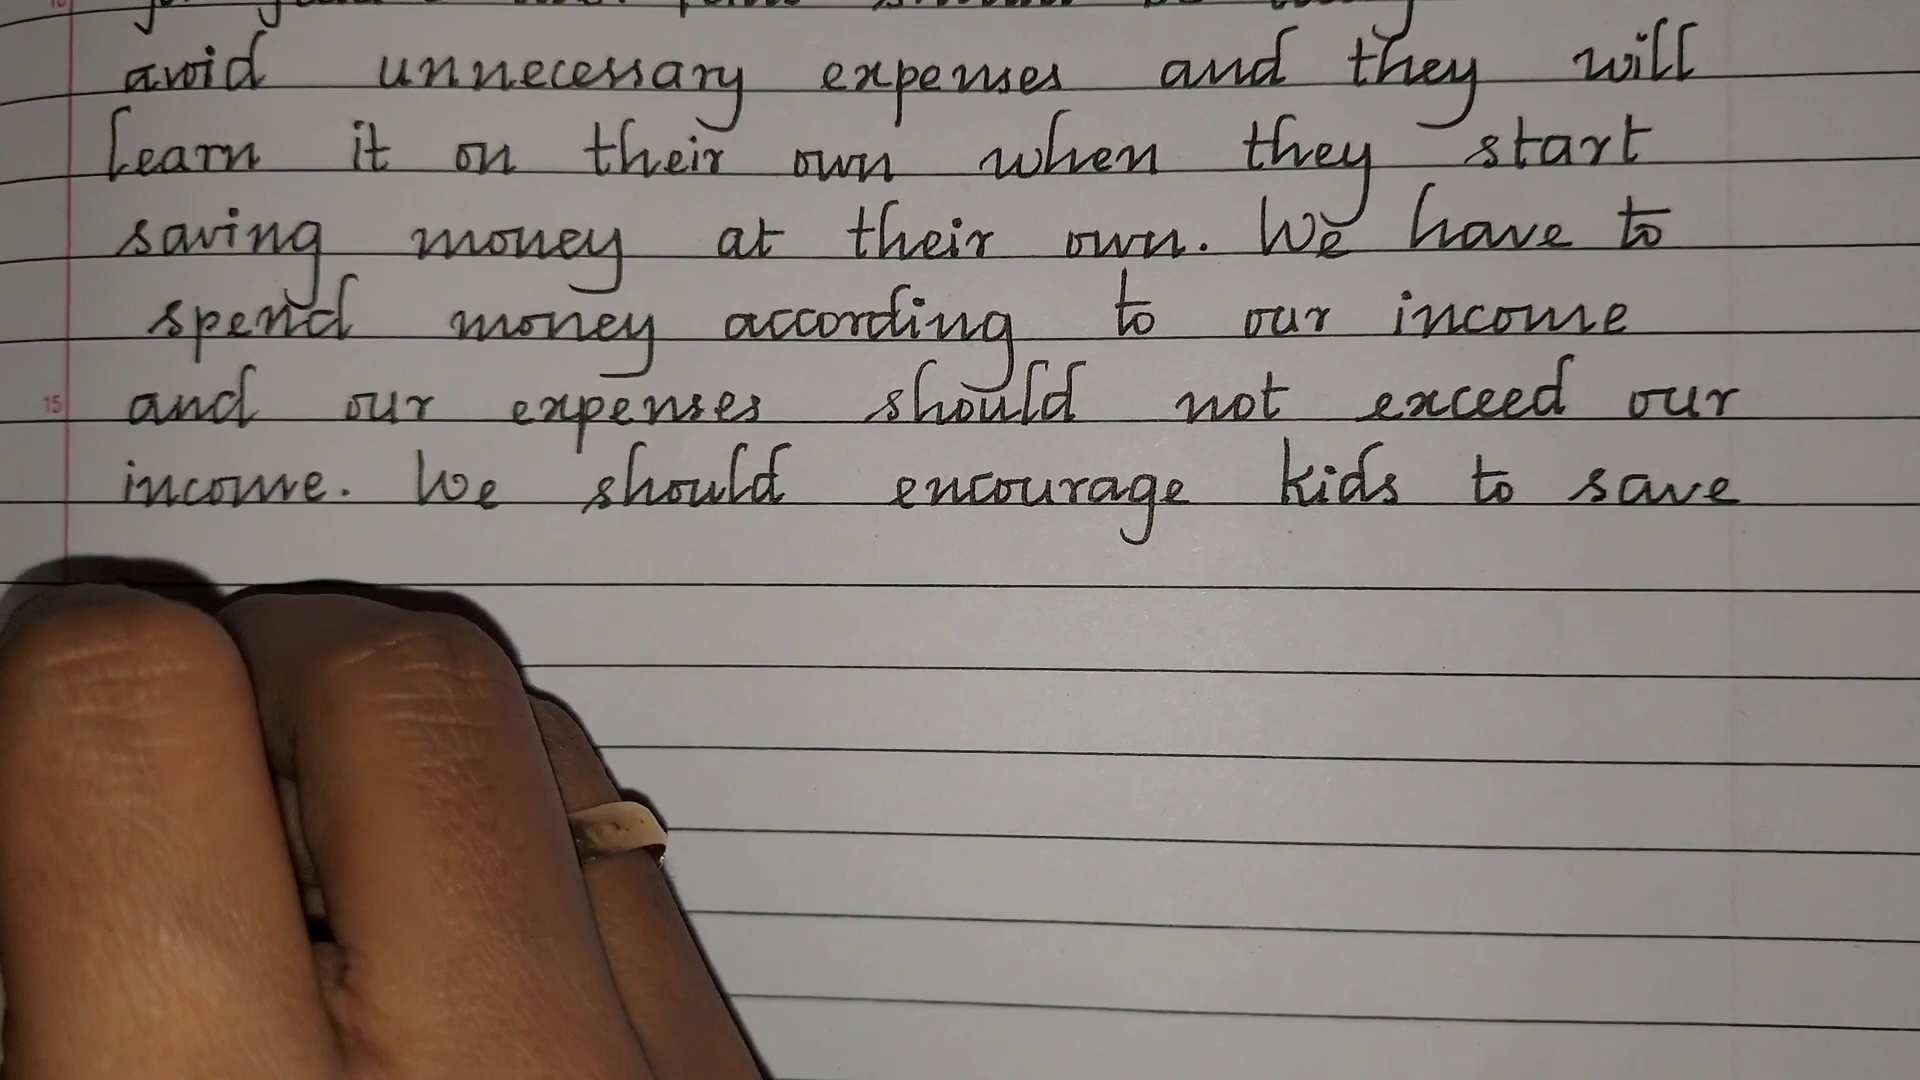 avoid unnecessary expenses and they will
learn it on their own when they start
saving money at their own. We have to
spend money according to our income
15 and our expenses should not exceed our
income. We should encourage kids to save